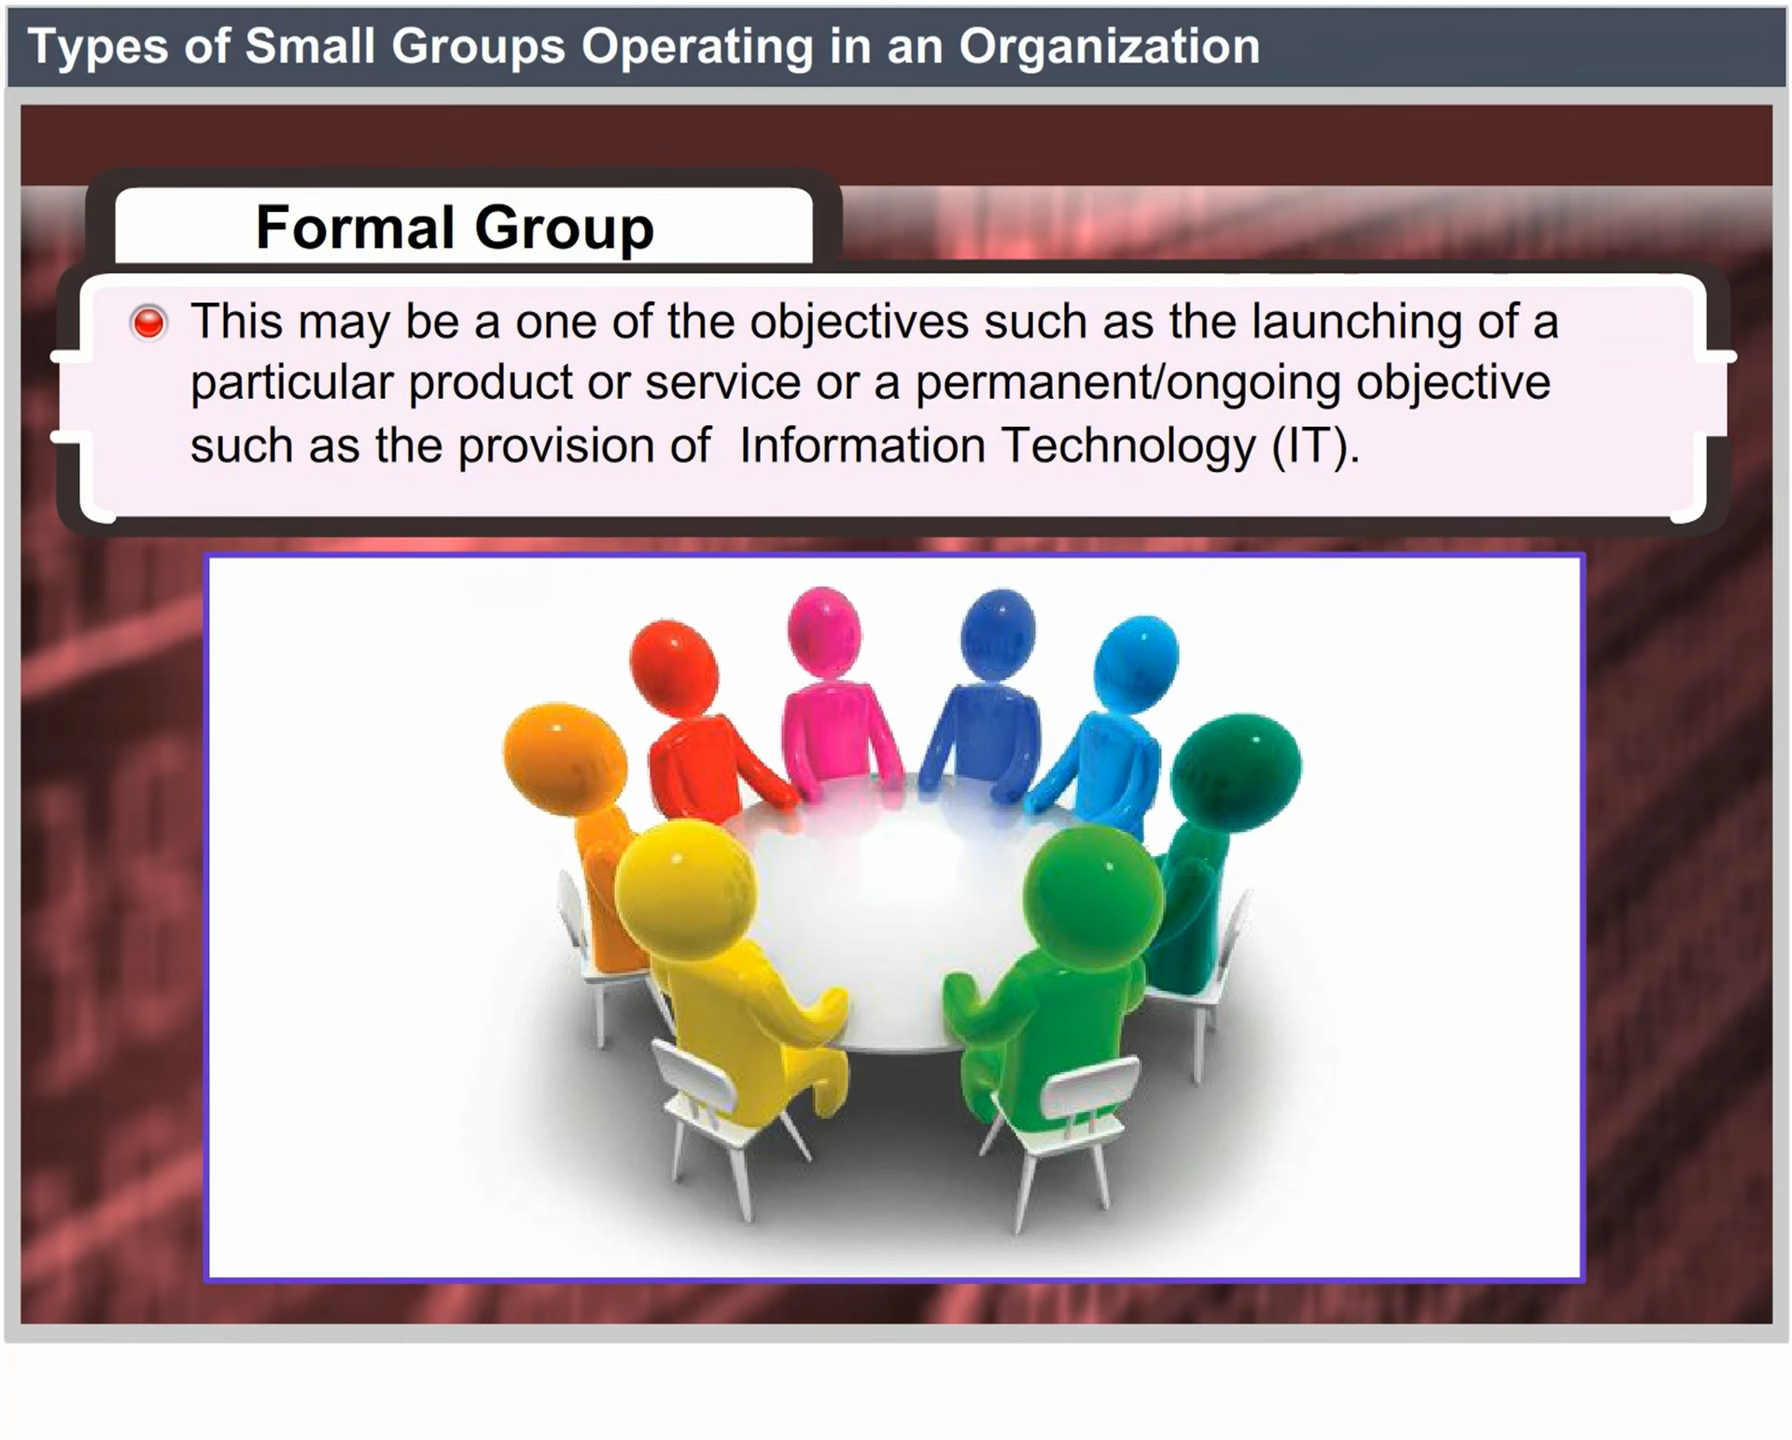 Types of Small Groups Operating in an Organization
Formal Group
This may be a one of the objectives such as the launching of a
particular product or service or a permanent/ongoing objective
such as the provision of  Information Technology (IT).